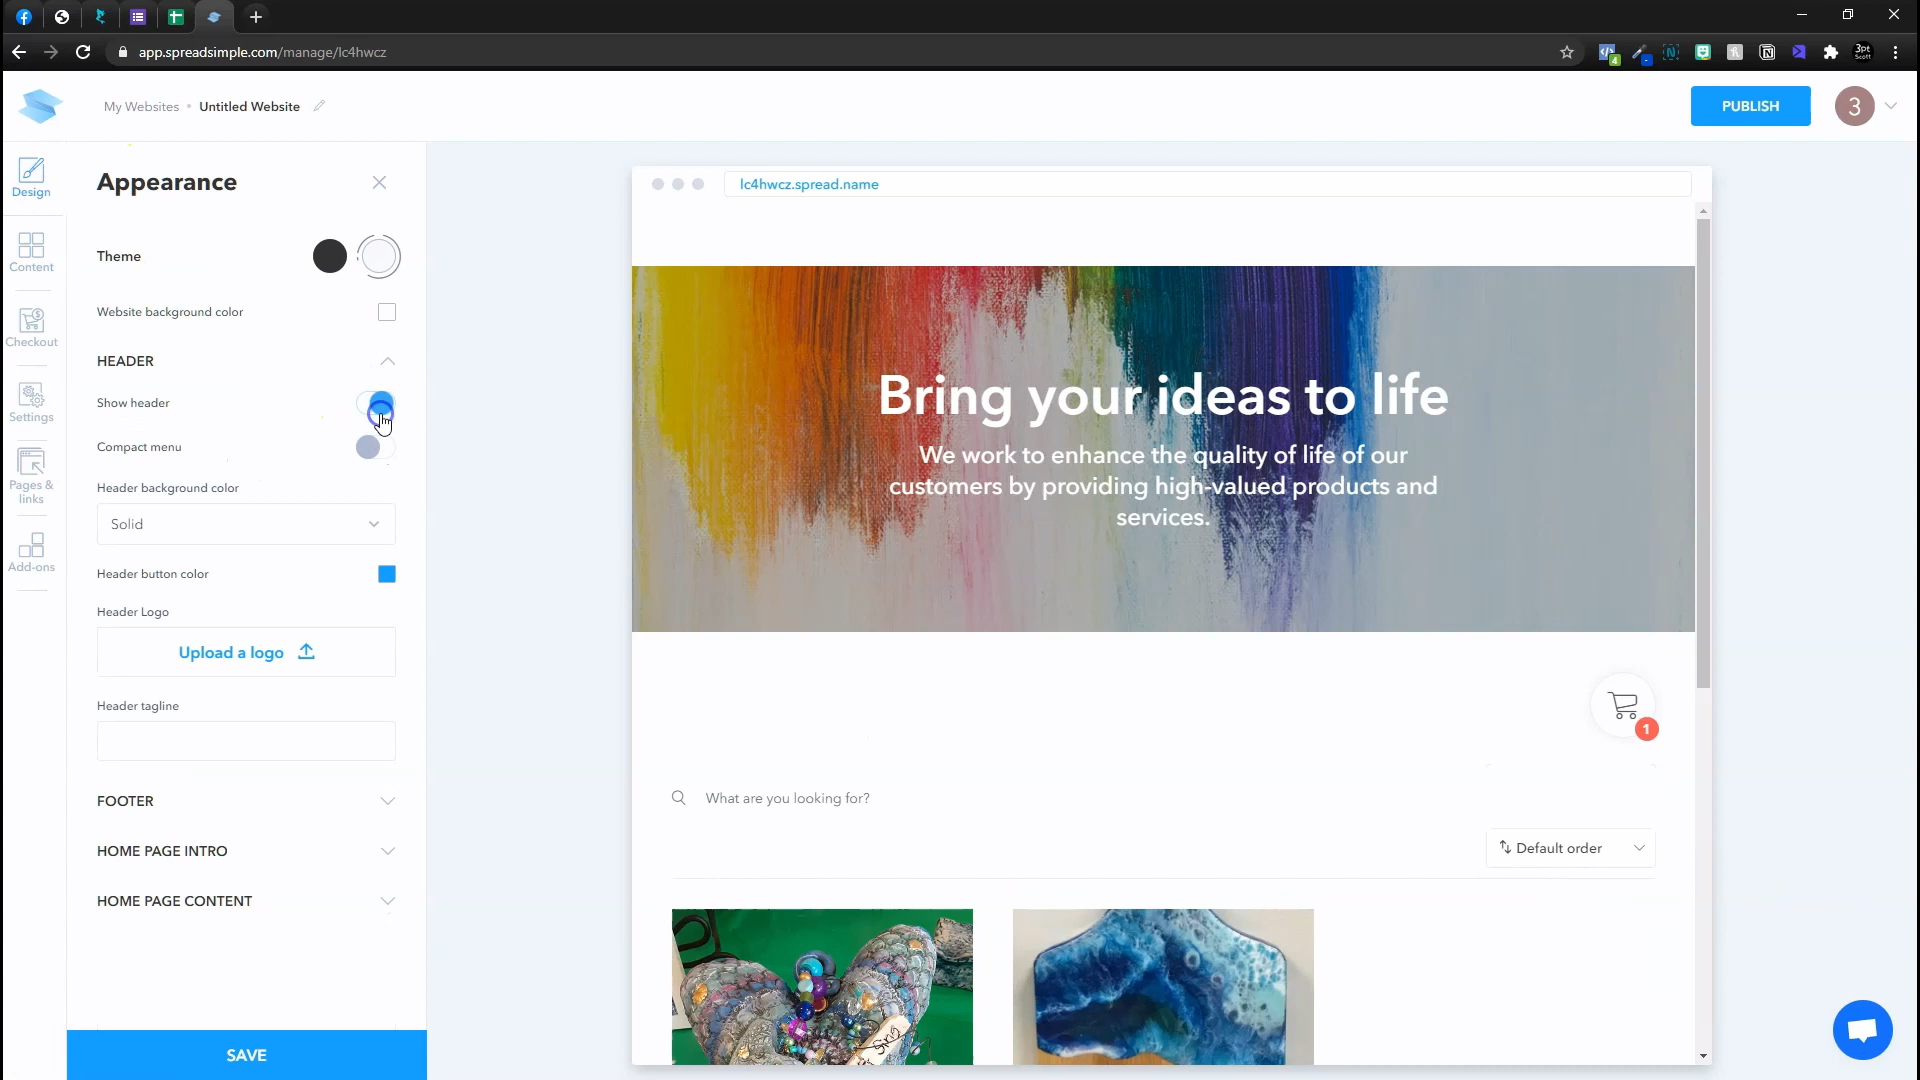 app.spreadsimple.com/manage/lc4hwcz
4
3pt
Scott
My Websites • Untitled Website
PUBLISH
3
Design
Content
Checkout
Settings
Pages &
links
Add-ons
Appearance
Theme
Website background color
HEADER
Show header
Compact menu
Header background color
Solid
Header button color
Header Logo
Upload a logo
Header tagline
FOOTER
HOME PAGE INTRO
HOME PAGE CONTENT
SAVE
lc4hwcz.spread.name
Bring your ideas to life
We work to enhance the quality of life of our
customers by providing high-valued products and
services.
1
What are you looking for?
Default order